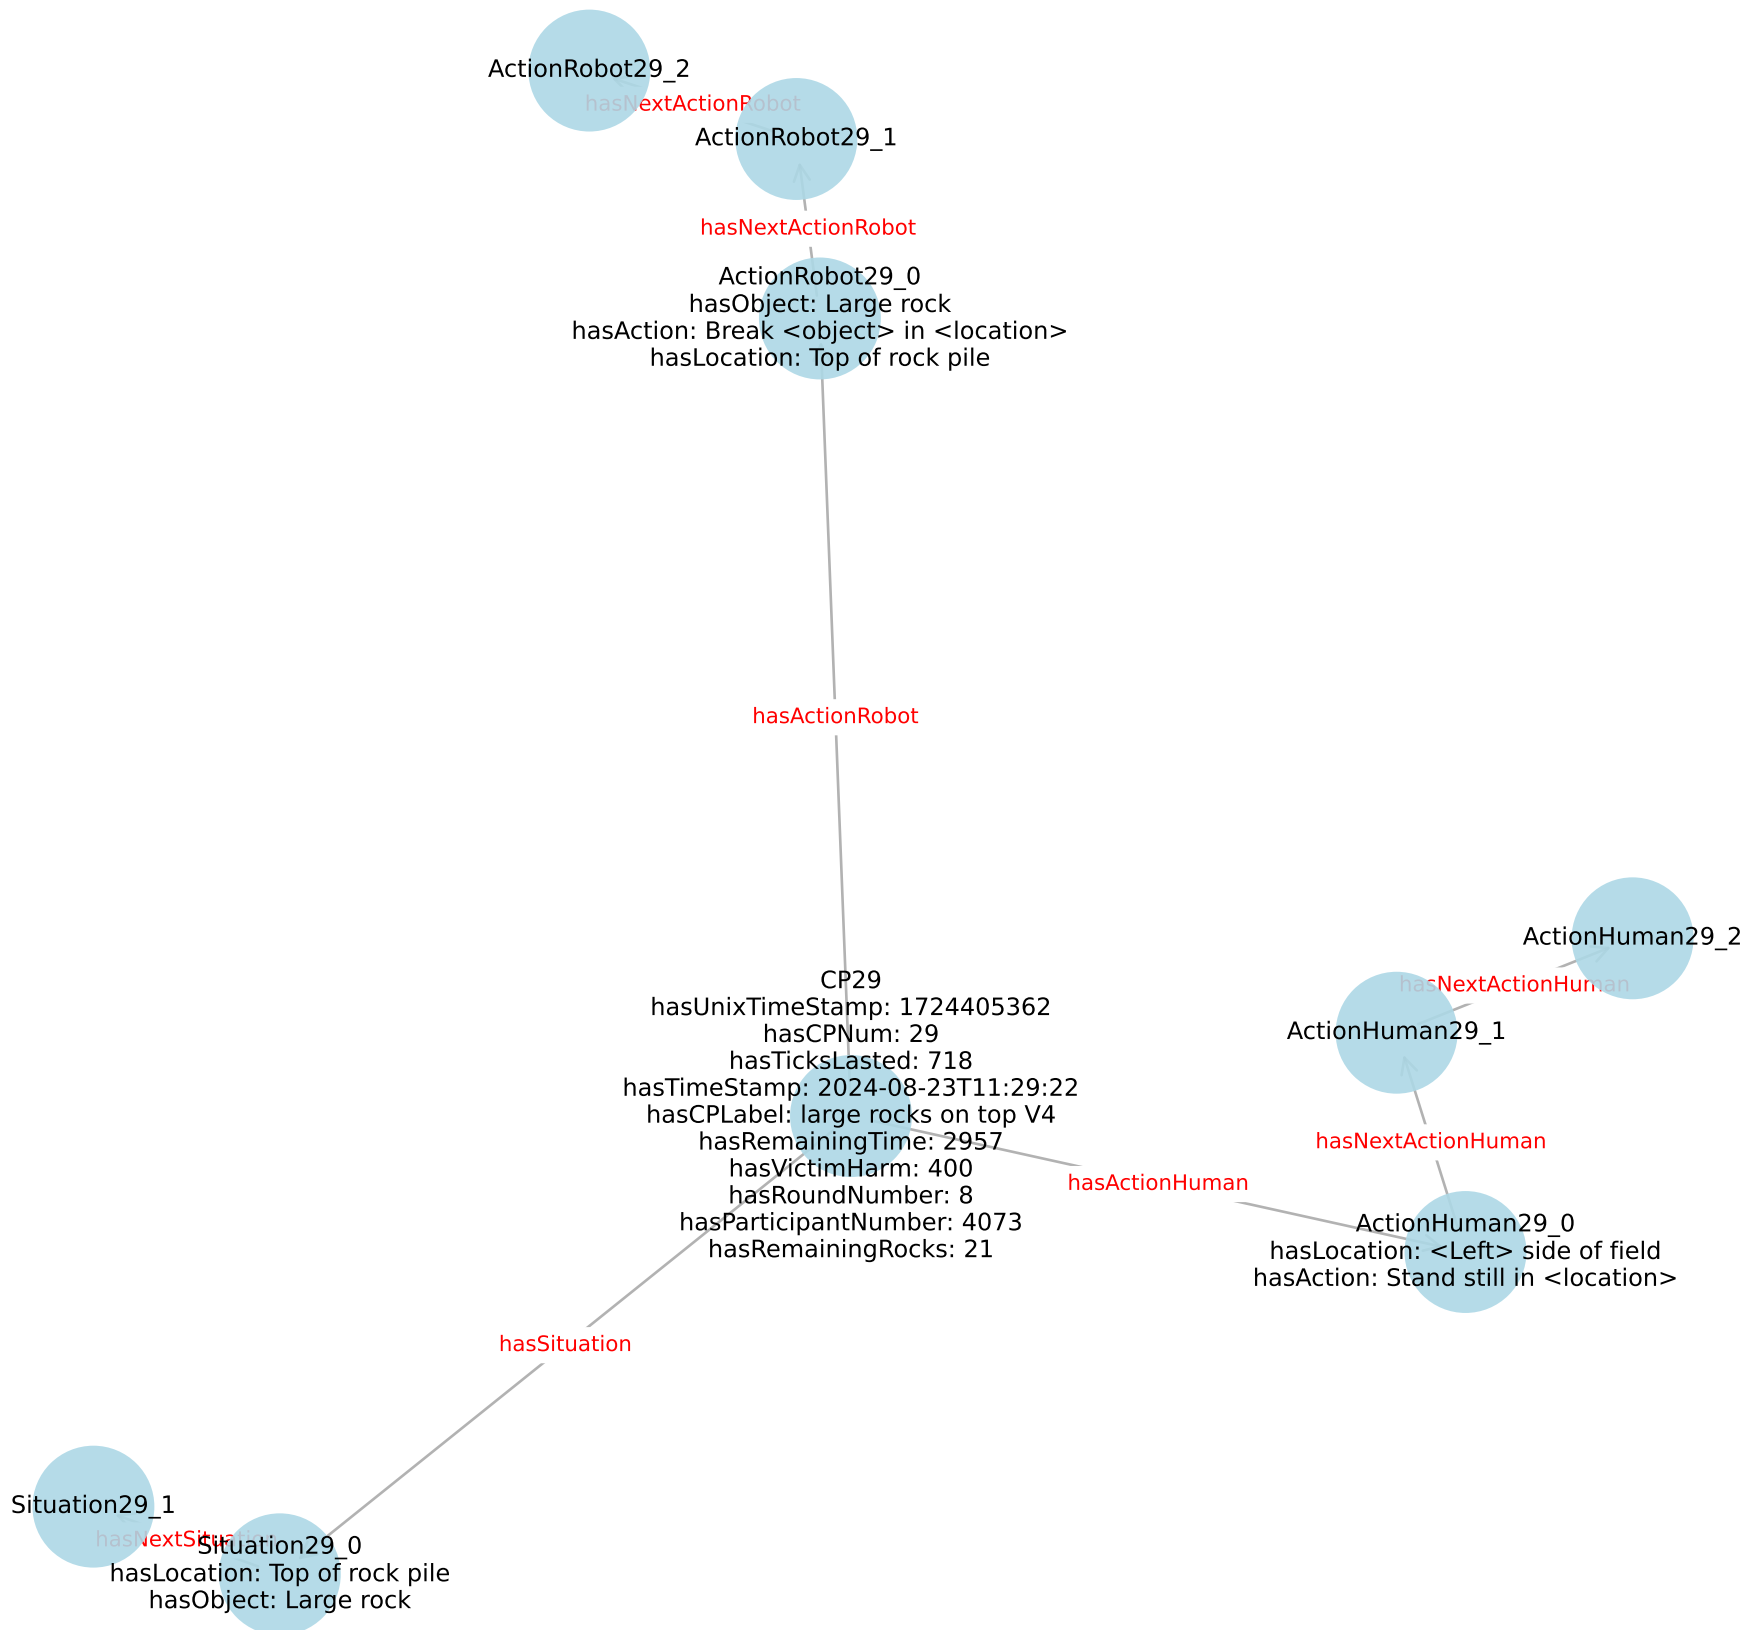 ActionRobot29_2
hasNextActionRobot
ActionRobot29_1
hasNextActionRobot
ActionRobot29_0
hasObject: Large rock
hasAction: Break <object> in <location>
hasLocation: Top of rock pile
hasActionRobot
ActionHuman29_2
hasNextActionHuman
ActionHuman29_1
hasNextActionHuman
CP29
hasUnixTimeStamp: 1724405362
hasCPNum: 29
hasTicksLasted: 718
hasTimeStamp: 2024-08-23T11:29:22
hasCPLabel: large rocks on top V4
hasRemainingTime: 2957
hasVictimHarm: 400
hasRoundNumber: 8
hasParticipantNumber: 4073
hasRemainingRocks: 21
hasActionHuman
ActionHuman29_0
hasLocation: <Left> side of field
hasAction: Stand still in <location>
hasSituation
Situation29_1
hasNextSituation
Situation29_0
hasLocation: Top of rock pile
hasObject: Large rock